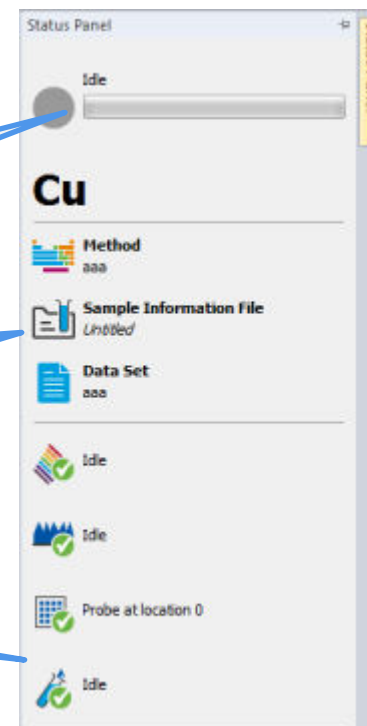 Status Panel
Idle
Cu
Method
aaa
Sample Information File
Untitled
Data Set
aaa
Idle
Idle
Probe at location 0
Idle